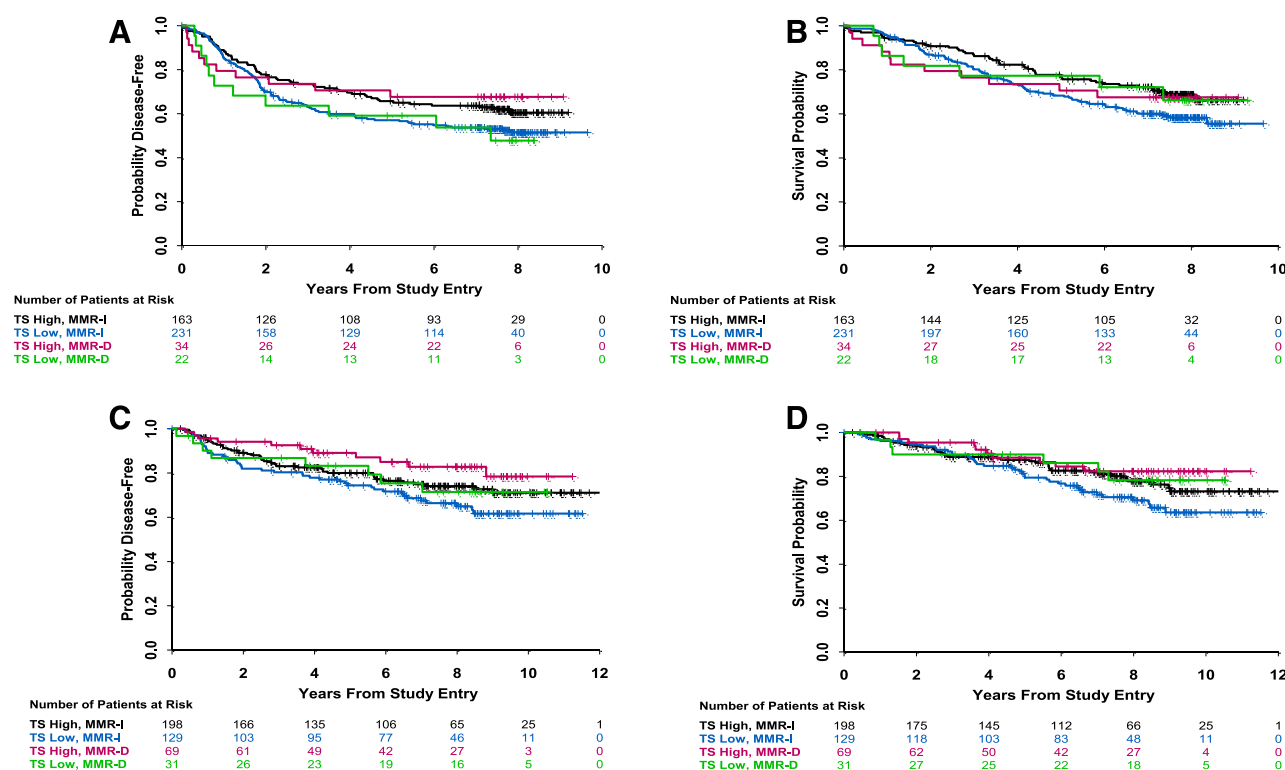 A
Probability Disease-Free
1.0
0.8
0.6
0.4
0.2
0.0
0 2 4 6 8 10
Years From Study Entry
Number of Patients at Risk
TS High, MMR-I 163 126 108 93 29 0
TS Low, MMR-I 231 158 129 114 40 0
TS High, MMR-D 34 26 24 22 6 0
TS Low, MMR-D 22 14 13 11 3 0
B
Survival Probability
1.0
0.8
0.6
0.4
0.2
0.0
0 2 4 6 8 10
Years From Study Entry
Number of Patients at Risk
TS High, MMR-I 163 144 125 105 32 0
TS Low, MMR-I 231 197 160 133 44 0
TS High, MMR-D 34 27 25 22 6 0
TS Low, MMR-D 22 18 17 13 4 0
C
Probability Disease-Free
1.0
0.8
0.6
0.4
0.2
0.0
0 2 4 6 8 10 12
Years From Study Entry
Number of Patients at Risk
TS High, MMR-I 198 166 135 106 65 25 1
TS Low, MMR-I 129 103 95 77 46 11 0
TS High, MMR-D 69 61 49 42 27 3 0
TS Low, MMR-D 31 26 23 19 16 5 0
D
Survival Probability
1.0
0.8
0.6
0.4
0.2
0.0
0 2 4 6 8 10 12
Years From Study Entry
Number of Patients at Risk
TS High, MMR-I 198 175 145 112 66 25 1
TS Low, MMR-I 129 118 103 83 48 11 0
TS High, MMR-D 69 62 50 42 27 4 0
TS Low, MMR-D 31 27 25 22 18 5 0